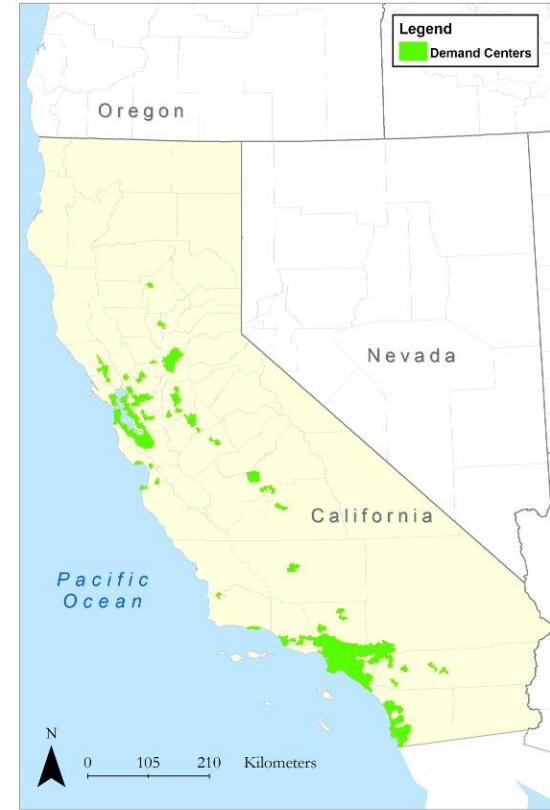 Legend
Demand Centers
Oregon
Nevada
California
Pacific
Ocean
N
0 105 210 Kilometers